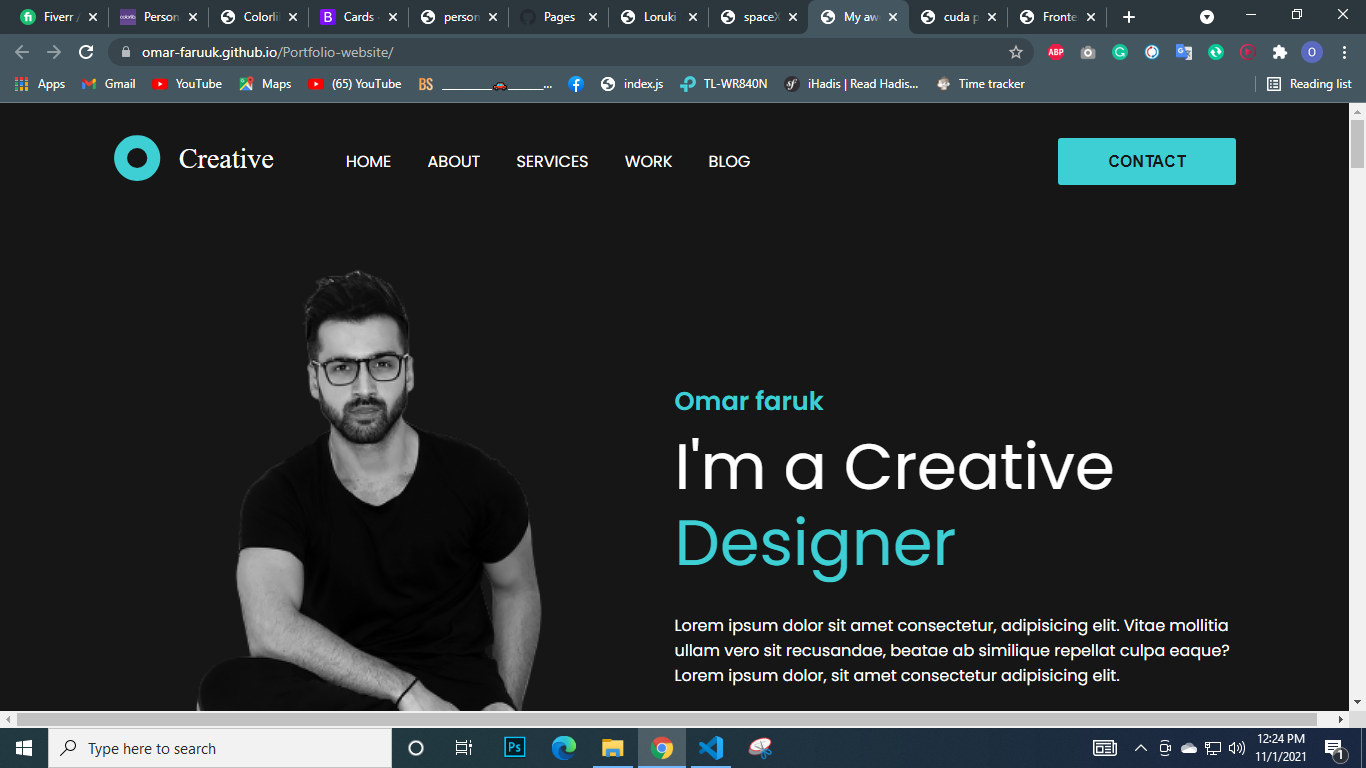 Fiverr /
Person
Colorli
Cards
person
Pages
Loruki
spaceX
My aw
cuda p
Fronte
omar-faruuk.github.io/Portfolio-website/
ABP
O
Apps
Gmail
YouTube
Maps
(65) YouTube
BS
index.js
TL-WR840N
iHadis | Read Hadis...
Time tracker
Reading list
Creative
HOME
ABOUT
SERVICES
WORK
BLOG
CONTACT
Omar faruk
I'm a Creative
Designer
Lorem ipsum dolor sit amet consectetur, adipisicing elit. Vitae mollitia
ullam vero sit recusandae, beatae ab similique repellat culpa eaque?
Lorem ipsum dolor, sit amet consectetur adipisicing elit.
Type here to search
Ps
12:24 PM
11/1/2021
1